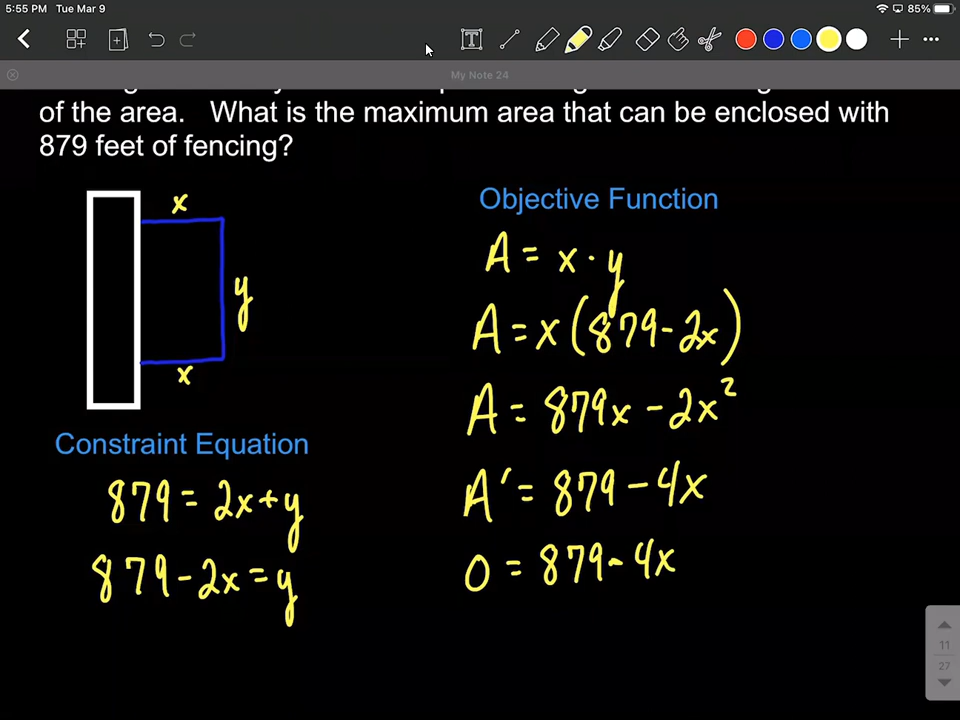 5:55 PM Tue Mar 9
85%
My Note 24
of the area. What is the maximum area that can be enclosed with
879 feet of fencing?
x
y
x
Constraint Equation
879 = 2x + y
879 - 2x = y
Objective Function
A = x · y
A = x (879 - 2x)
A = 879x - 2x²
A' = 879 - 4x
0 = 879 - 4x
11
27